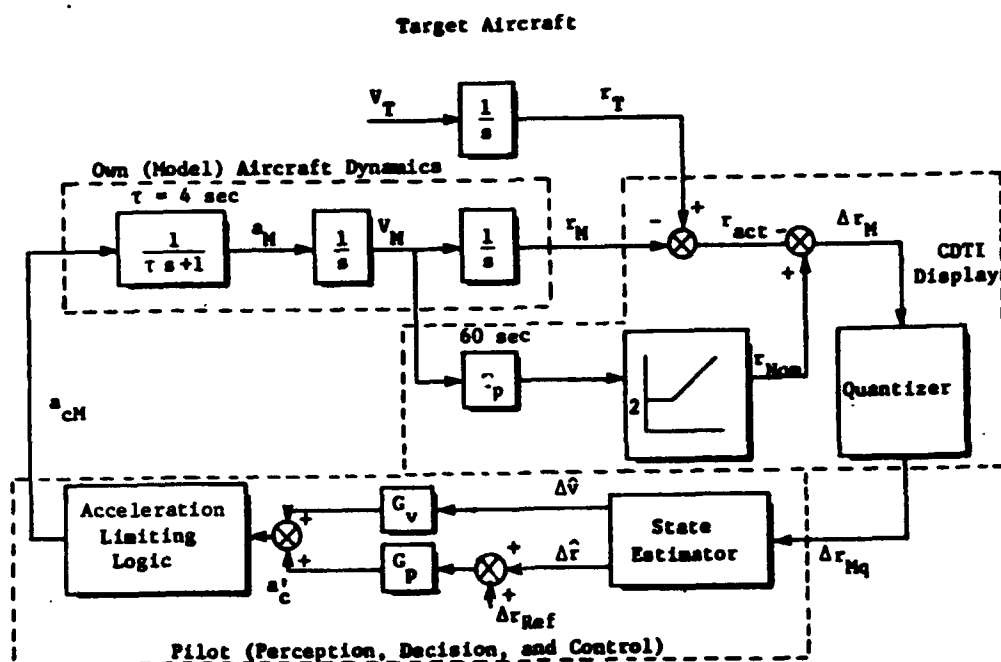 Target Aircraft
V_T
1/s
r_T
Own (Model) Aircraft Dynamics
τ = 4 sec
1/(τ s+1)
a_M
1/s
V_M
1/s
r_M
-
+
r_act
-
+
Δr_M
CDTI
Display
60 sec
p
2
r_Nom
Quantizer
a_cM
Acceleration
Limiting
Logic
+
+
a'_c
G_v
G_p
Δv̂
Δr̂
+
+
Δr_Ref
State
Estimator
Δr_Mq
Pilot (Perception, Decision, and Control)